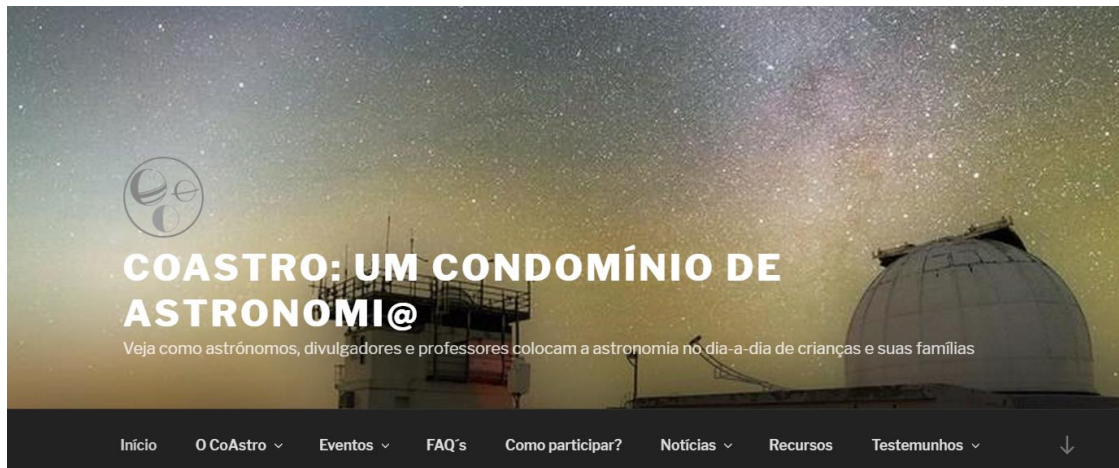 COASTRO: UM CONDOMÍNIO DE
ASTRONOMI@
Veja como astrónomos, divulgadores e professores colocam a astronomia no dia-a-dia de crianças e suas famílias
Início O CoAstro Eventos FAQ´s Como participar? Notícias Recursos Testemunhos